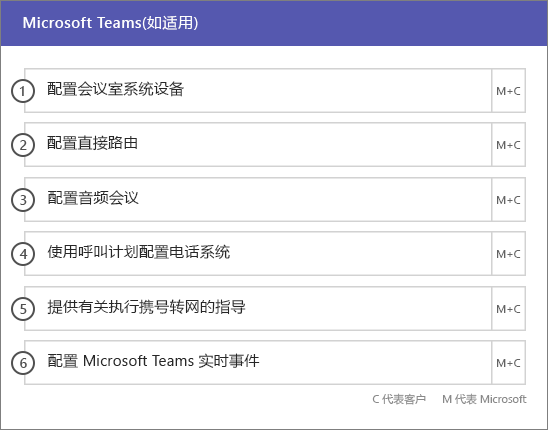 Microsoft Teams(如适用)
1 配置会议室系统设备 M+C
2 配置直接路由 M+C
3 配置音频会议 M+C
4 使用呼叫计划配置电话系统 M+C
5 提供有关执行携号转网的指导 M+C
6 配置 Microsoft Teams 实时事件 M+C
C 代表客户 M 代表 Microsoft